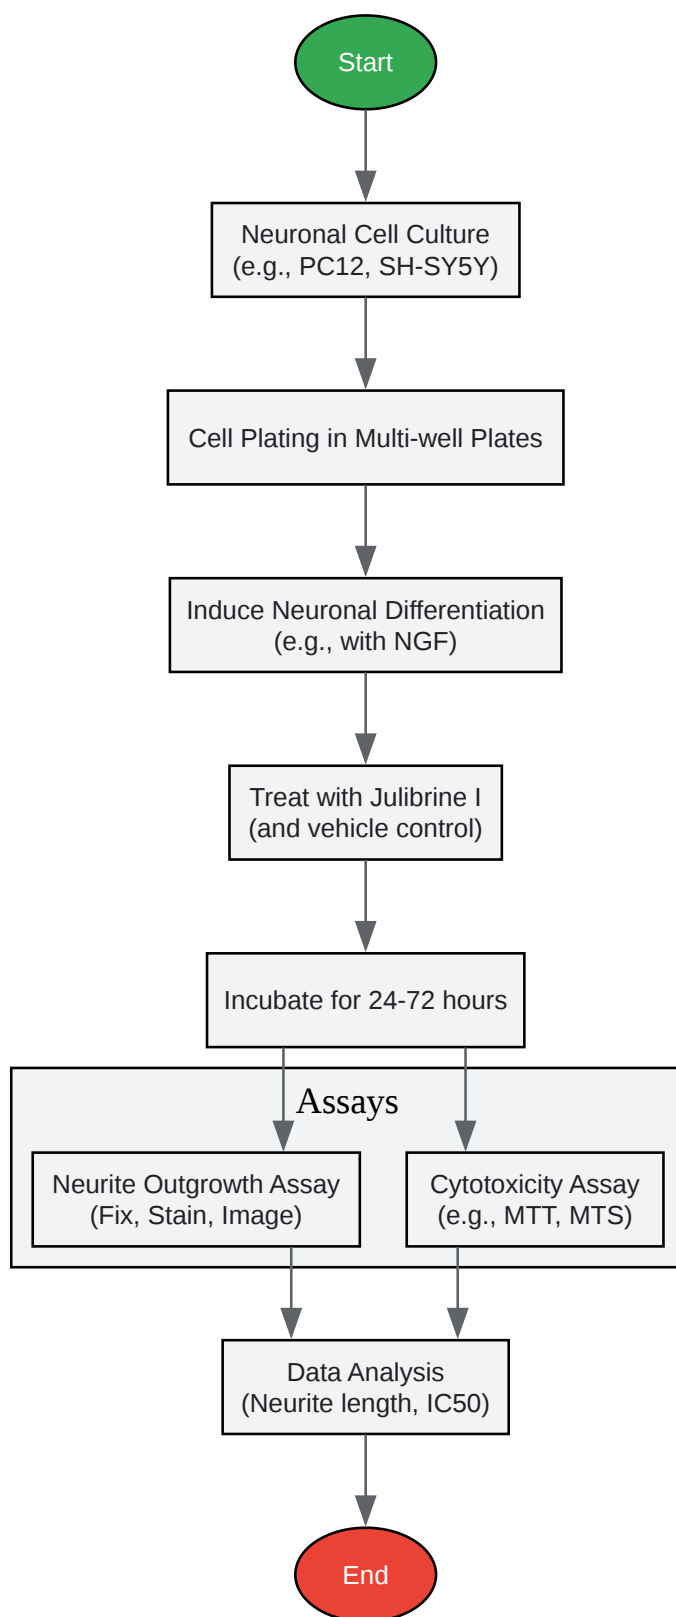 Start
Neuronal Cell Culture
(e.g., PC12, SH-SY5Y)
Cell Plating in Multi-well Plates
Induce Neuronal Differentiation
(e.g., with NGF)
Treat with Julibrine I
(and vehicle control)
Incubate for 24-72 hours
Assays
Neurite Outgrowth Assay
(Fix, Stain, Image)
Cytotoxicity Assay
(e.g., MTT, MTS)
Data Analysis
(Neurite length, IC50)
End